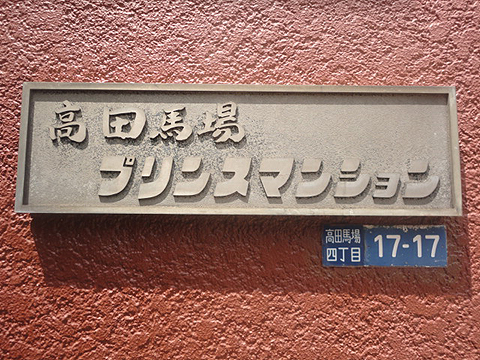 高田馬場
プリンスマンション
高田馬場
四丁目
17-17